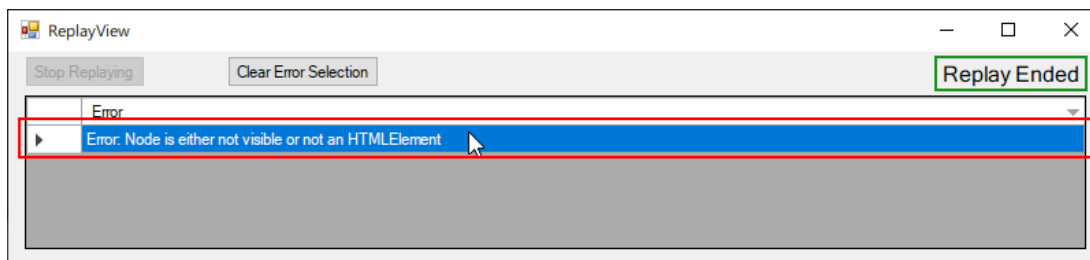 ReplayView
Stop Replaying Clear Error Selection Replay Ended
Error
Error: Node is either not visible or not an HTMLElement